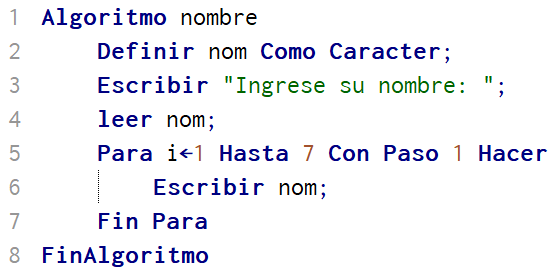 1 Algoritmo nombre
2 Definir nom Como Caracter;
3 Escribir "Ingrese su nombre: ";
4 leer nom;
5 Para i←1 Hasta 7 Con Paso 1 Hacer
6 Escribir nom;
7 Fin Para
8 FinAlgoritmo